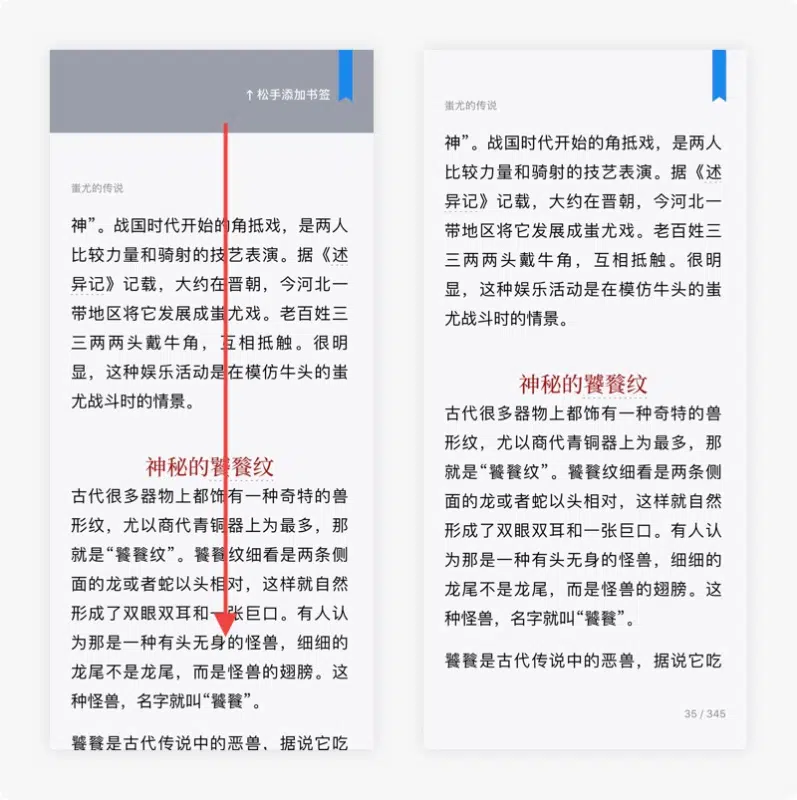 ↑ 松手添加书签
蚩尤的传说
神”。战国时代开始的角抵戏，是两人
比较力量和骑射的技艺表演。据《述
异记》记载，大约在晋朝，今河北一
带地区将它发展成蚩尤戏。老百姓三
三两两头戴牛角，互相抵触。很明
显，这种娱乐活动是在模仿牛头的蚩
尤战斗时的情景。
神秘的饕餮纹
古代很多器物上都饰有一种奇特的兽
形纹，尤以商代青铜器上为最多，那
就是“饕餮纹”。饕餮纹细看是两条侧
面的龙或者蛇以头相对，这样就自然
形成了双眼双耳和一张巨口。有人认
为那是一种有头无身的怪兽，细细的
龙尾不是龙尾，而是怪兽的翅膀。这
种怪兽，名字就叫“饕餮”。
饕餮是古代传说中的恶兽，据说它吃
蚩尤的传说
神”。战国时代开始的角抵戏，是两人
比较力量和骑射的技艺表演。据《述
异记》记载，大约在晋朝，今河北一
带地区将它发展成蚩尤戏。老百姓三
三两两头戴牛角，互相抵触。很明
显，这种娱乐活动是在模仿牛头的蚩
尤战斗时的情景。
神秘的饕餮纹
古代很多器物上都饰有一种奇特的兽
形纹，尤以商代青铜器上为最多，那
就是“饕餮纹”。饕餮纹细看是两条侧
面的龙或者蛇以头相对，这样就自然
形成了双眼双耳和一张巨口。有人认
为那是一种有头无身的怪兽，细细的
龙尾不是龙尾，而是怪兽的翅膀。这
种怪兽，名字就叫“饕餮”。
饕餮是古代传说中的恶兽，据说它吃
35 / 345